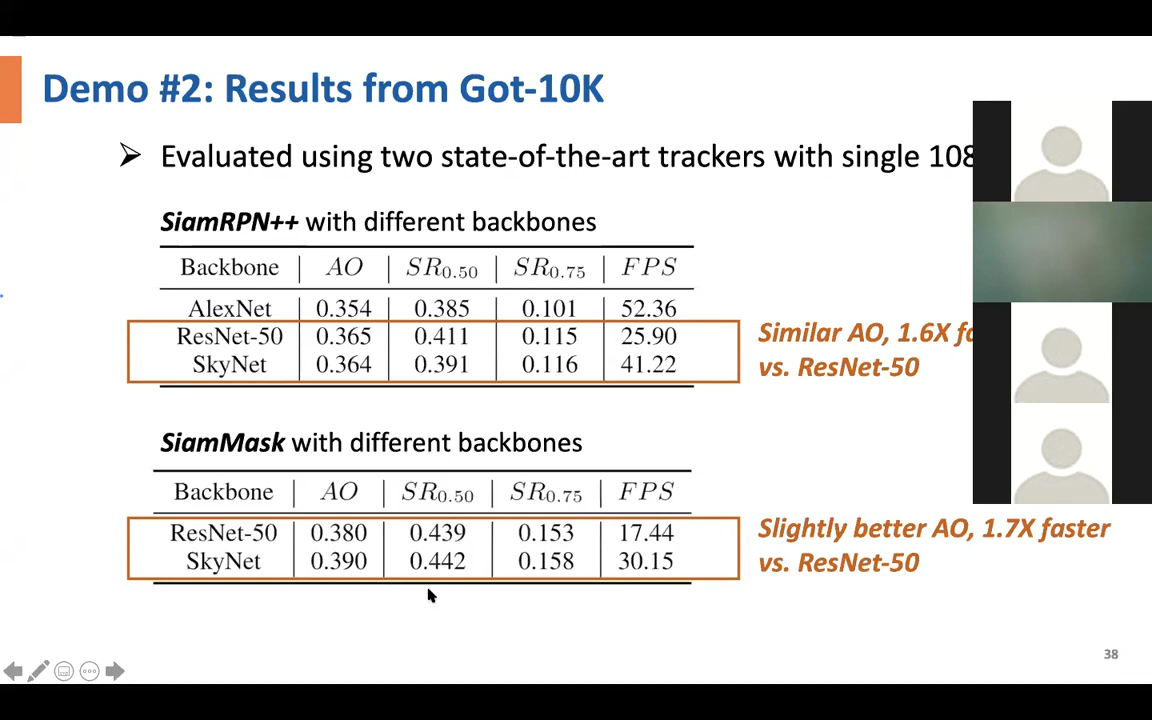 Demo #2: Results from Got-10K
➢ Evaluated using two state-of-the-art trackers with single
SiamRPN++ with different backbones
Backbone | AO | SR0.50 | SR0.75 | FPS
AlexNet | 0.354 | 0.385 | 0.101 | 52.36
ResNet-50 | 0.365 | 0.411 | 0.115 | 25.90
SkyNet | 0.364 | 0.391 | 0.116 | 41.22
Similar AO, 1.6X
vs. ResNet-50
SiamMask with different backbones
Backbone | AO | SR0.50 | SR0.75 | FPS
ResNet-50 | 0.380 | 0.439 | 0.153 | 17.44
SkyNet | 0.390 | 0.442 | 0.158 | 30.15
Slightly better AO, 1.7X faster
vs. ResNet-50
38